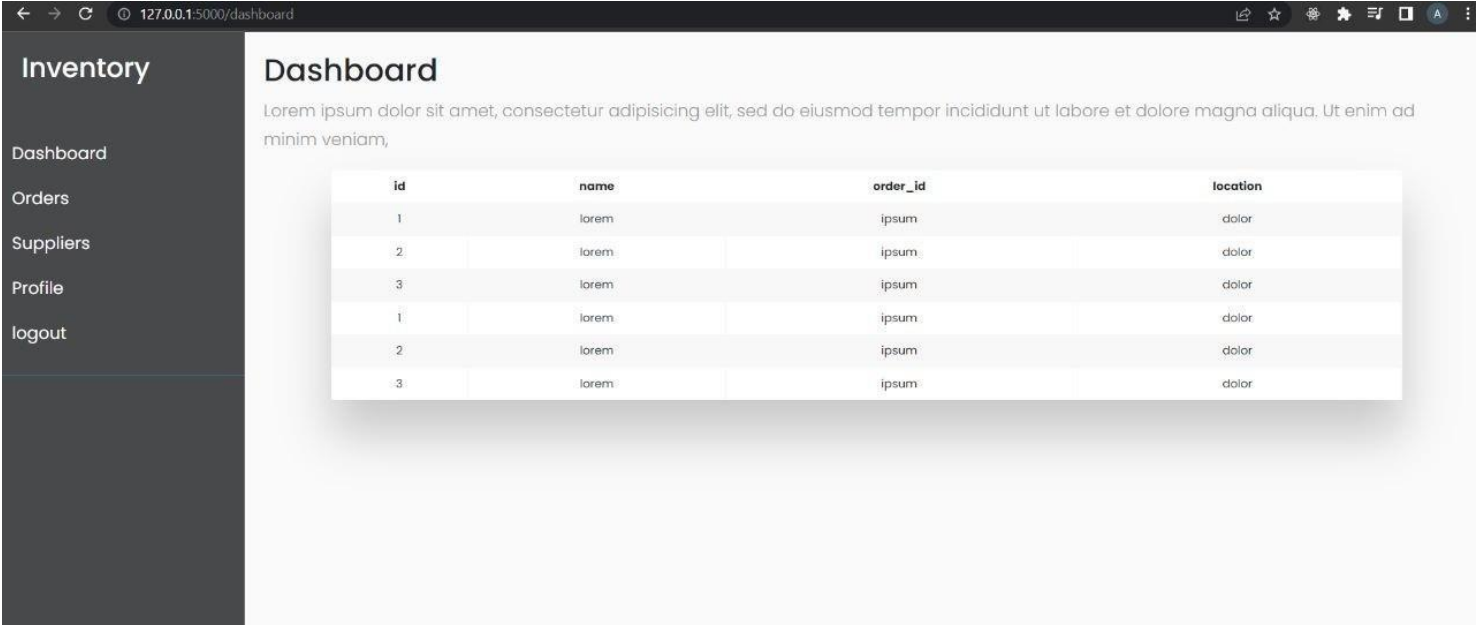 127.0.0.1:5000/dashboard
A
Inventory
Dashboard
Orders
Suppliers
Profile
logout
Dashboard
Lorem ipsum dolor sit amet, consectetur adipisicing elit, sed do eiusmod tempor incididunt ut labore et dolore magna aliqua. Ut enim ad
minim veniam,
id name order_id location
1 lorem ipsum dolor
2 lorem ipsum dolor
3 lorem ipsum dolor
1 lorem ipsum dolor
2 lorem ipsum dolor
3 lorem ipsum dolor